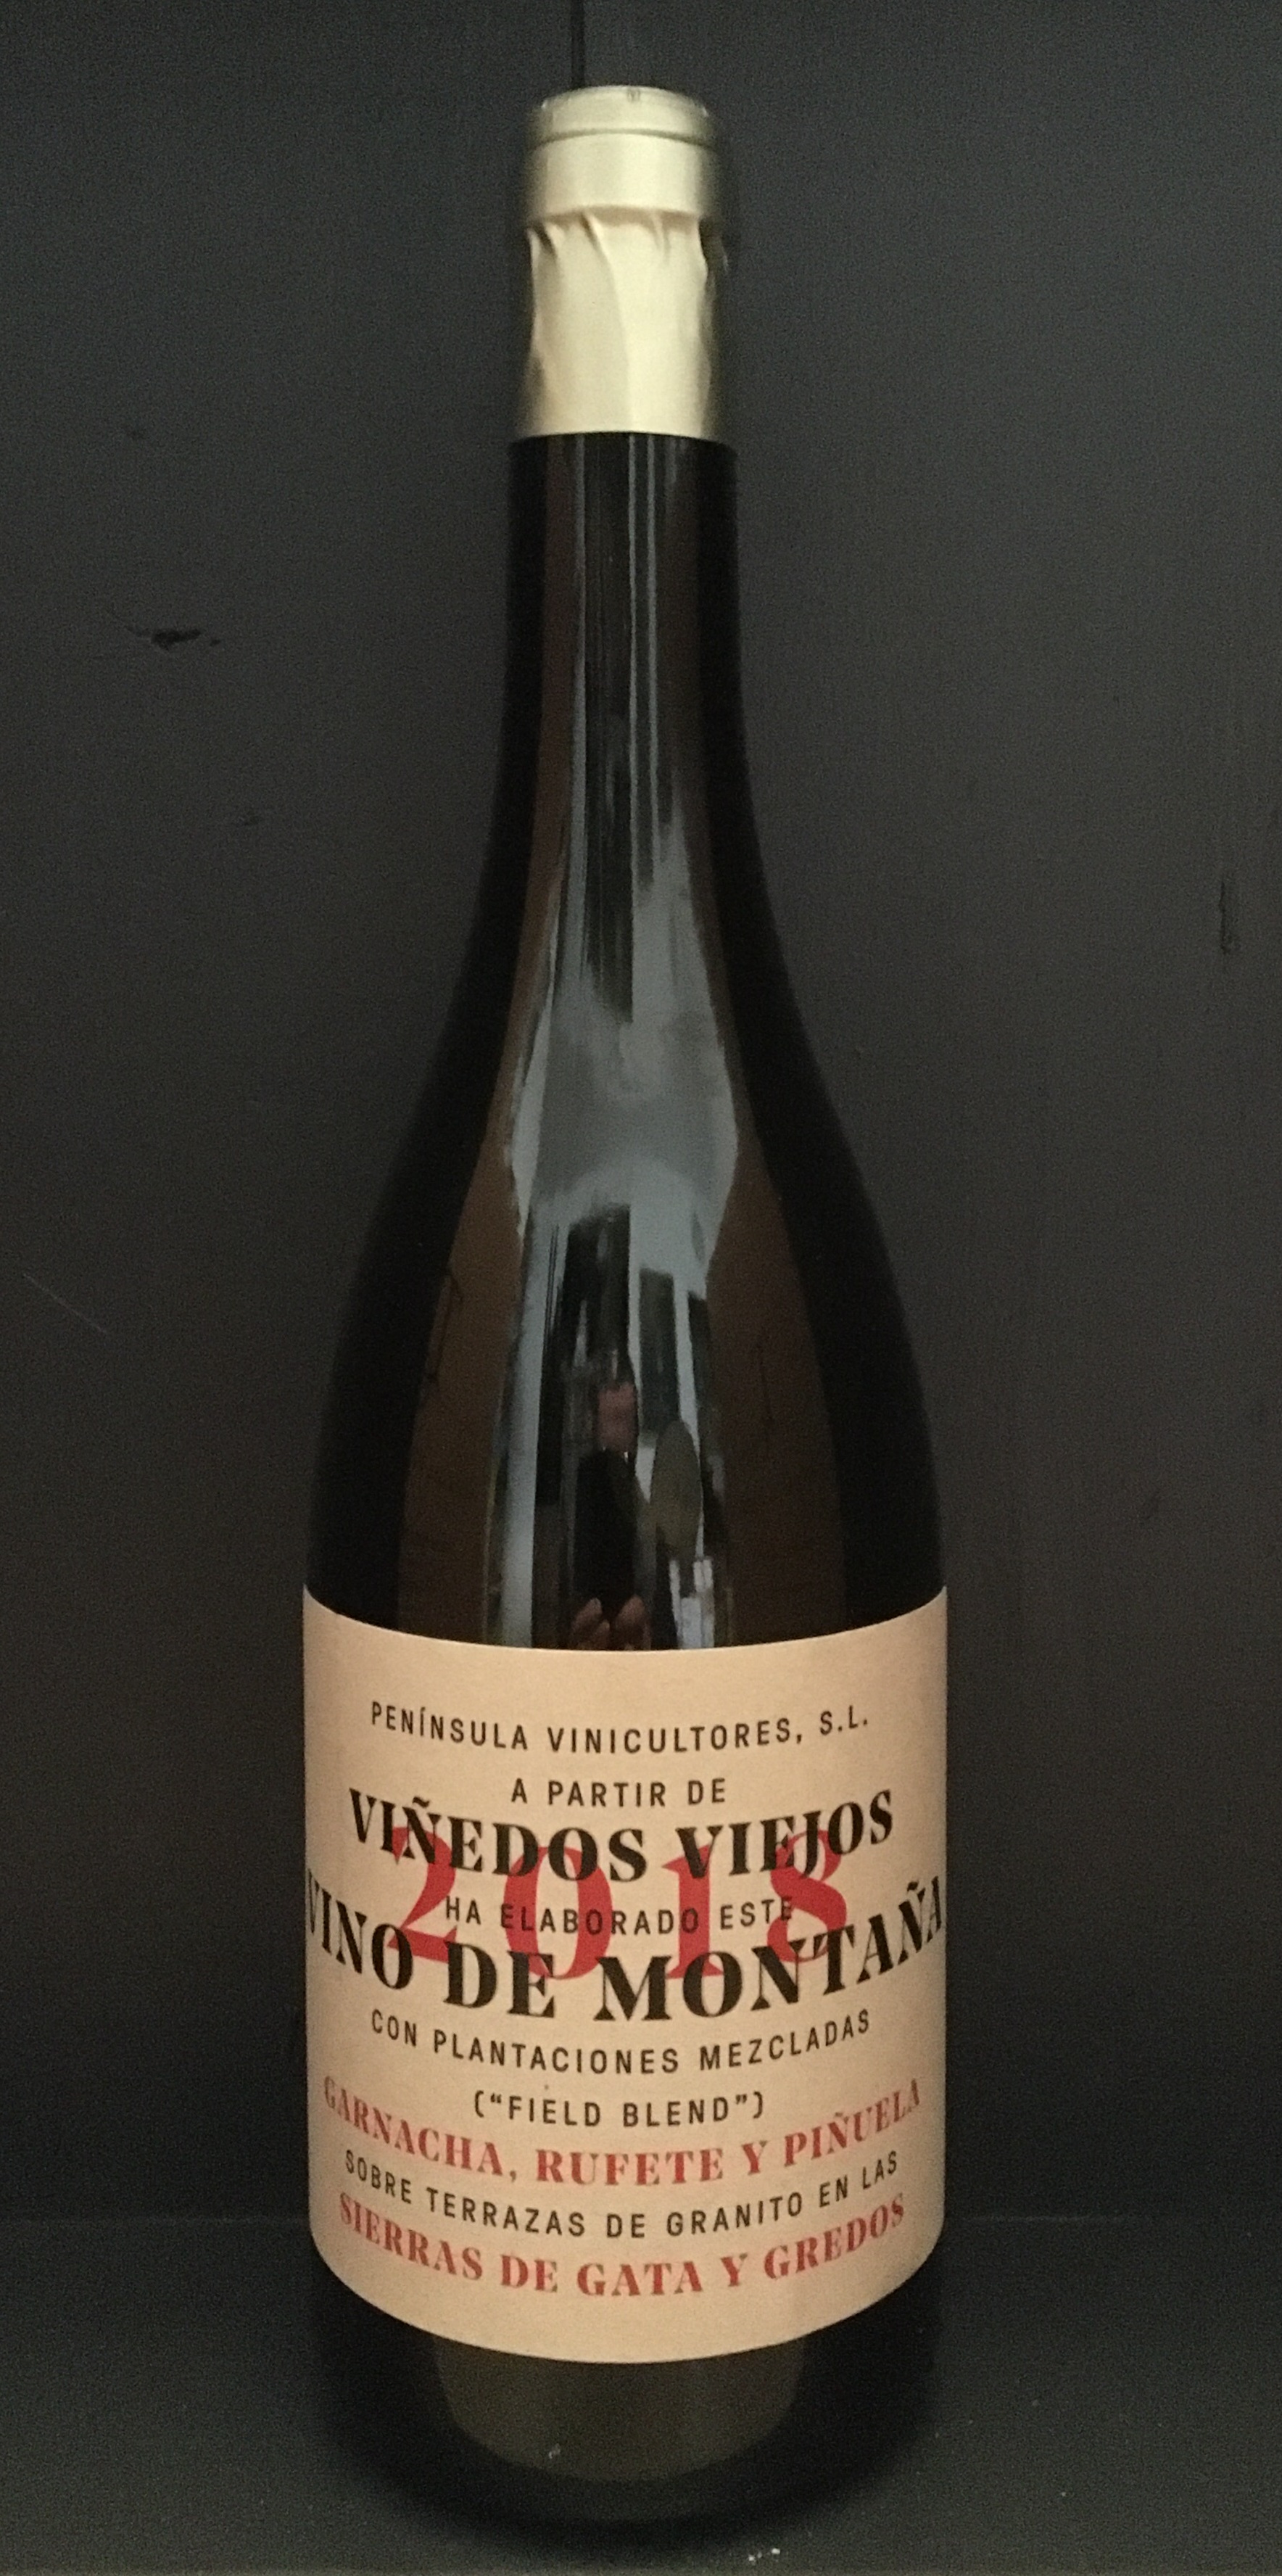 PENÍNSULA VINICULTORES, S.L.
A PARTIR DE
VIÑEDOS VIEJOS
2018
HA ELABORADO ESTE
VINO DE MONTAÑA
CON PLANTACIONES MEZCLADAS
(“FIELD BLEND”)
GARNACHA, RUFETE Y PIÑUELA
SOBRE TERRAZAS DE GRANITO EN LAS
SIERRAS DE GATA Y GREDOS